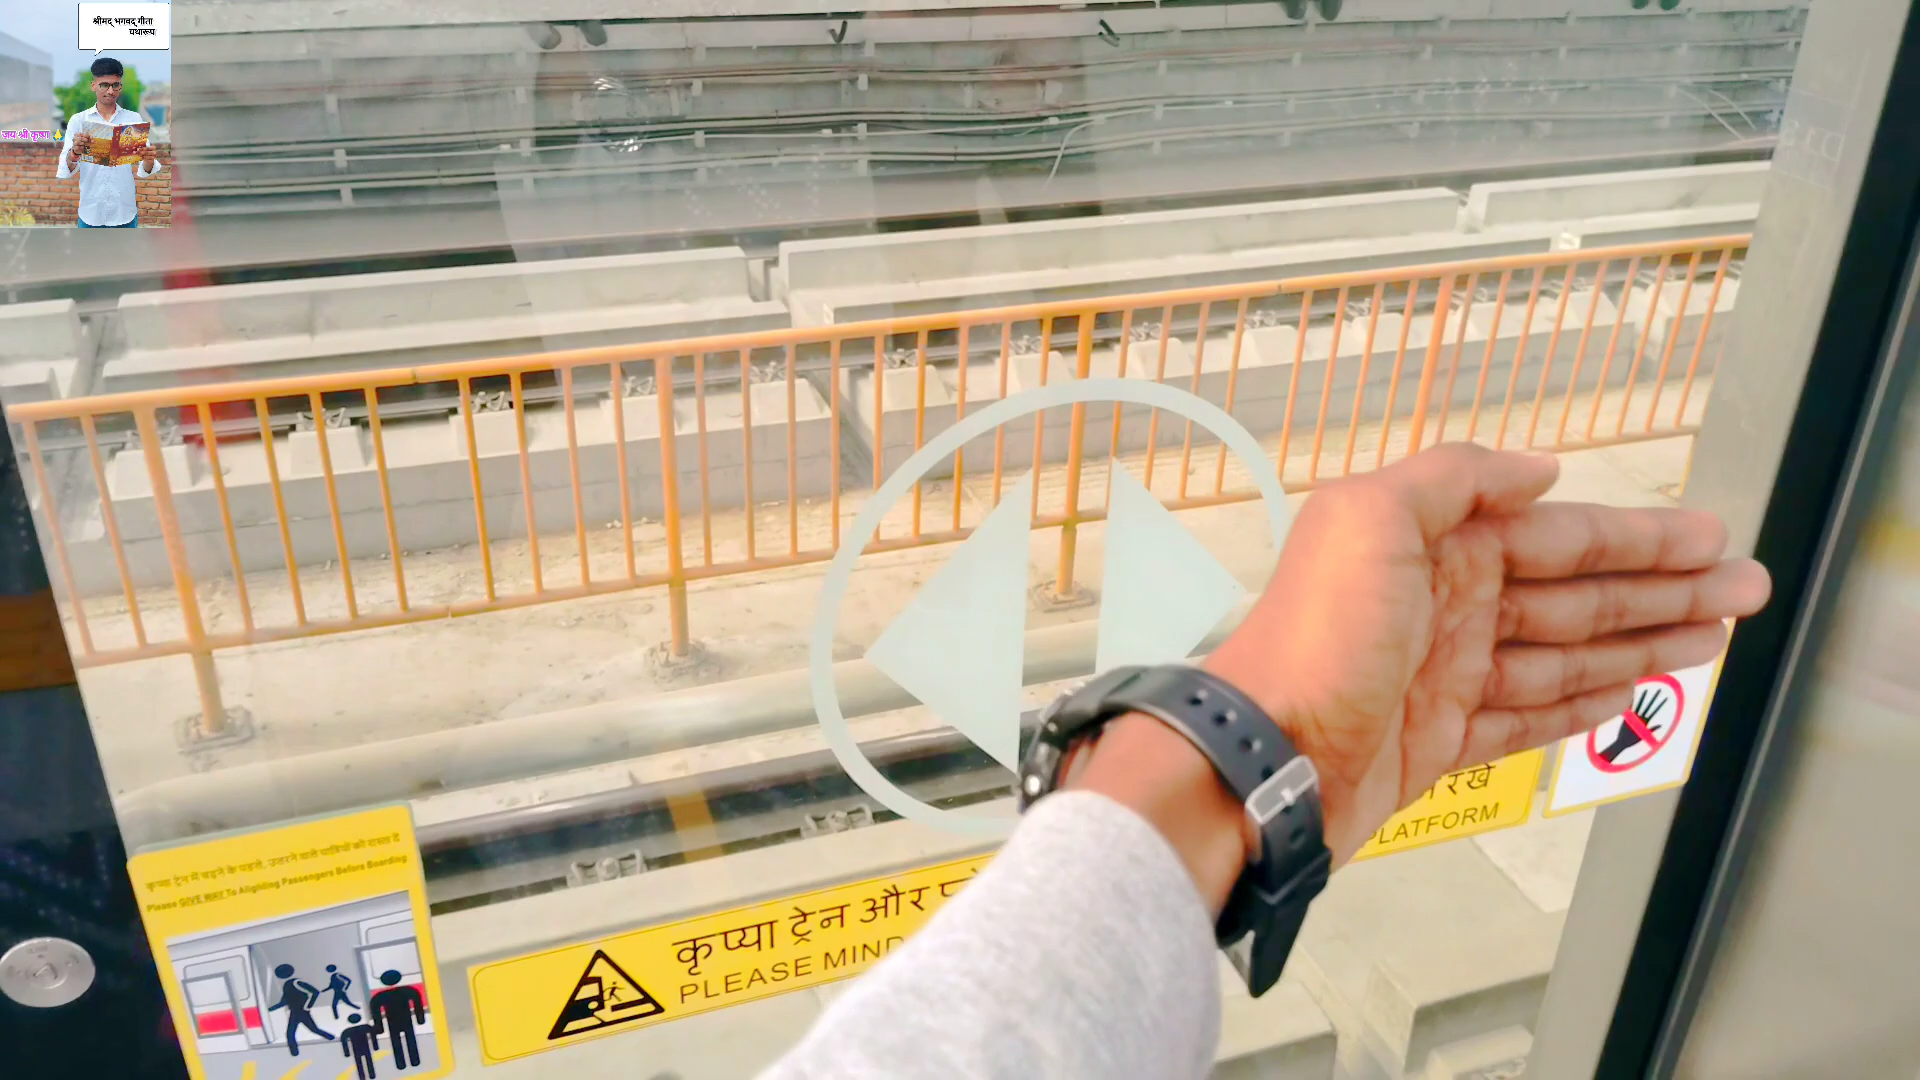 श्रीमद् भगवद् गीता
यथारूप
जय श्री कृष्ण
कृप्या ट्रेन में चढ़ने के पहले, उतरने वाले यात्रियों को रास्ता दें
Please GIVE WAY To Alighting Passengers Before Boarding
कृप्या ट्रेन और
PLEASE MIND
रखे
PLATFORM